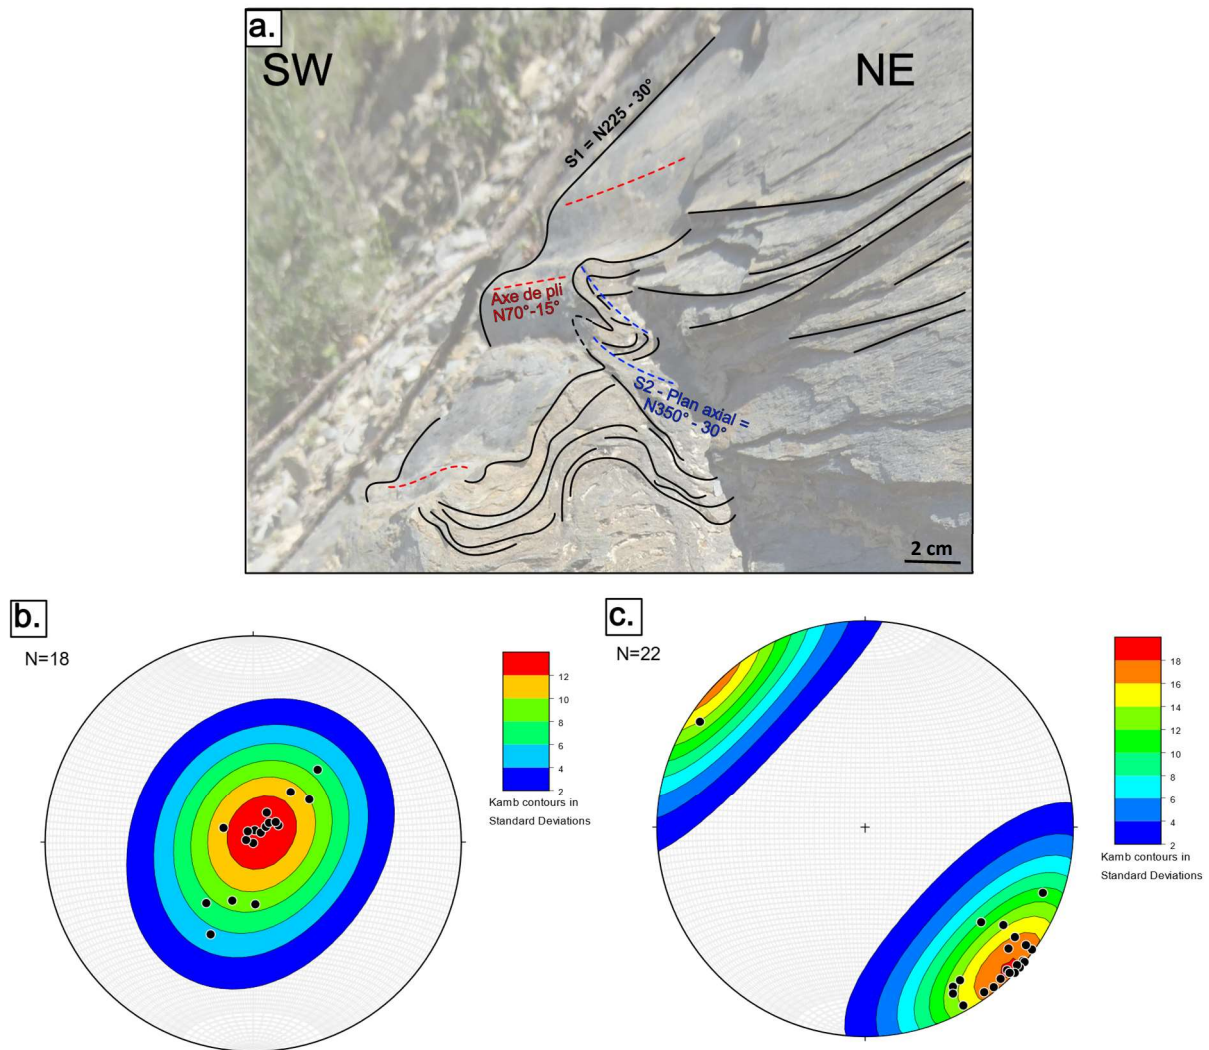 a.
SW
NE
S1 = N225 - 30°
Axe de pli
N70°-15°
S2 - Plan axial =
N350° - 30°
2 cm
b.
N=18
12
10
8
6
4
2
Kamb contours in
Standard Deviations
c.
N=22
18
16
14
12
10
8
6
4
2
Kamb contours in
Standard Deviations